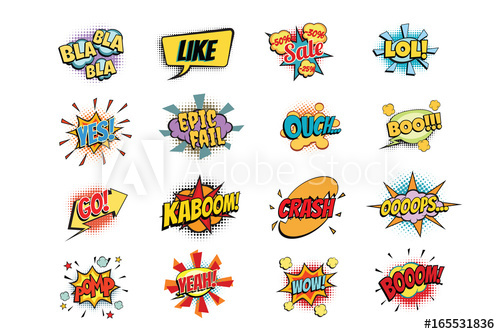 BLA BLA BLA
LIKE
-50% -30%
Sale
-25%
LOL!
YES!
EPIC FAIL
OUCH...
BOO!!!
GO!
KABOOM!
CRASH
OOOOPS...
POMP
YEAH!
WOW!
BOOOM!
Adobe Stock
#165531836